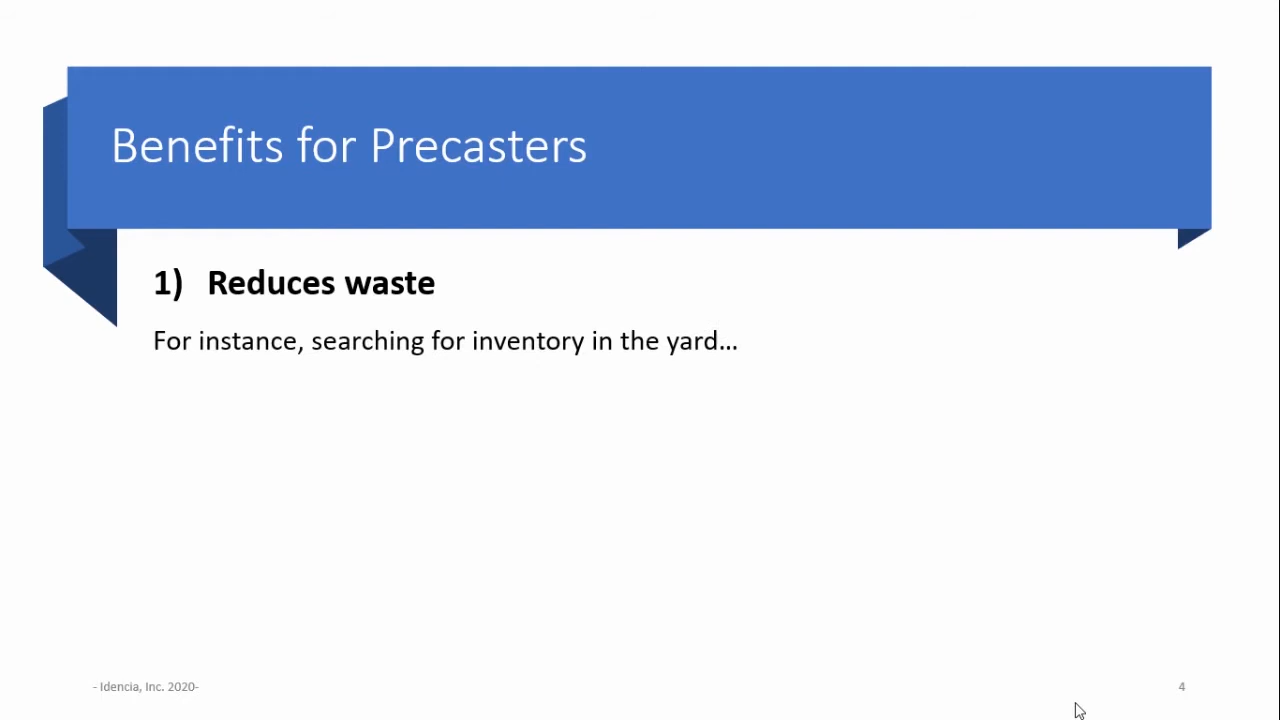 Benefits for Precasters
1) Reduces waste
For instance, searching for inventory in the yard...
- Idencia, Inc. 2020-
4